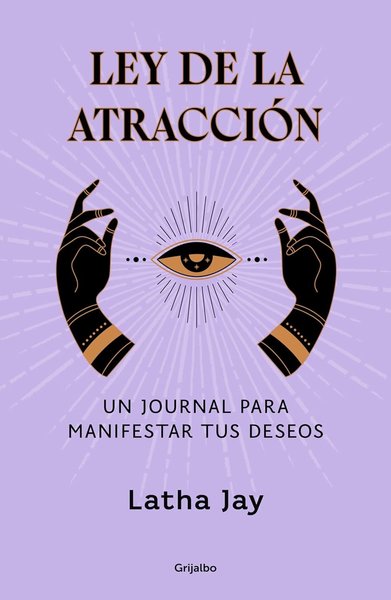 LEY DE LA
ATRACCIÓN
UN JOURNAL PARA
MANIFESTAR TUS DESEOS
Latha Jay
Grijalbo